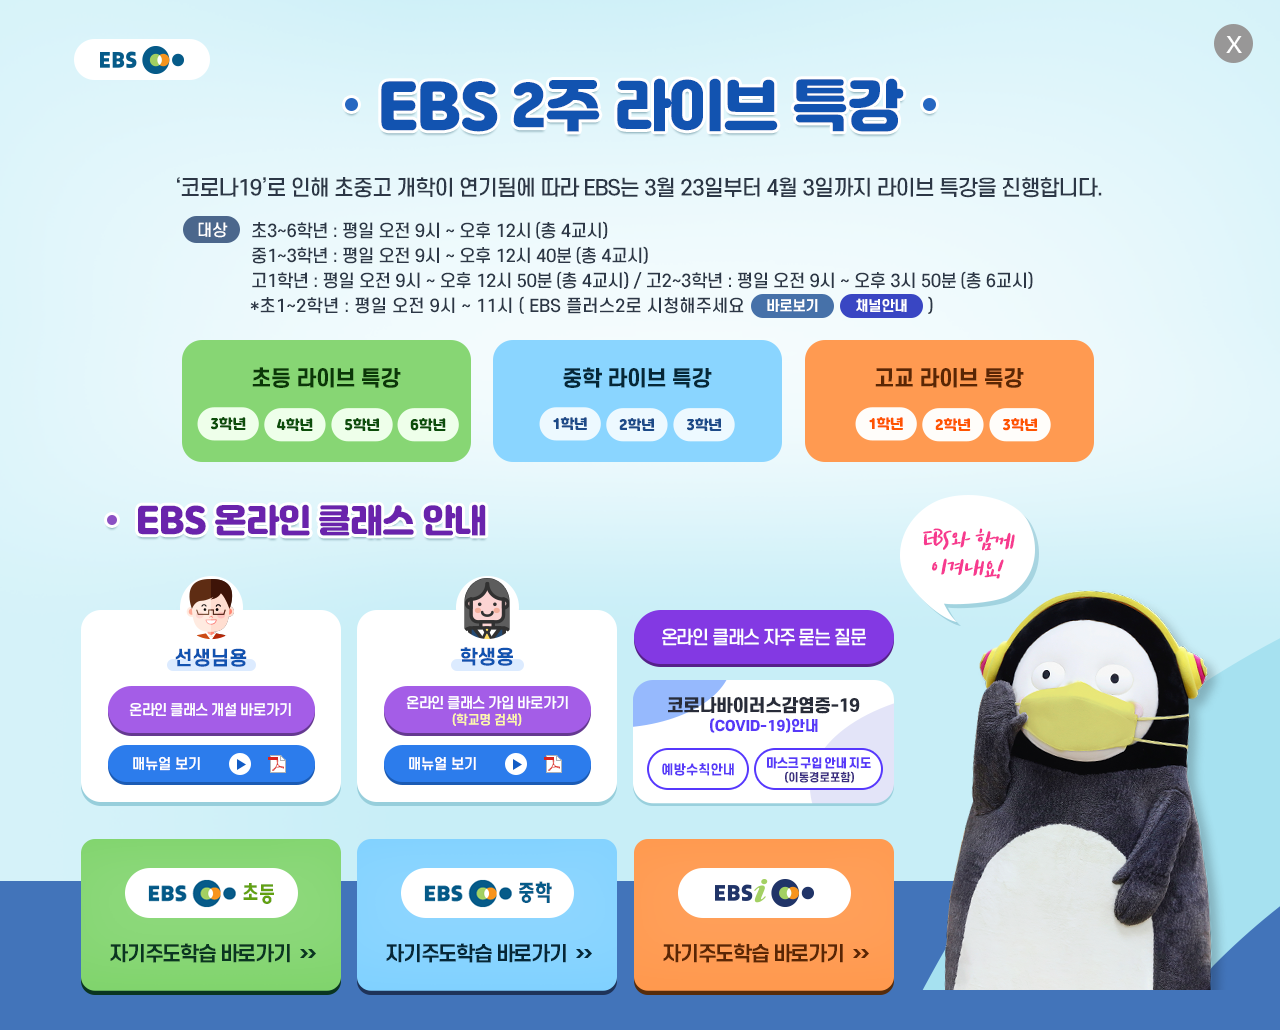 EBS
X
EBS 2주 라이브 특강
‘코로나19’로 인해 초중고 개학이 연기됨에 따라 EBS는 3월 23일부터 4월 3일까지 라이브 특강을 진행합니다.
대상 초3~6학년 : 평일 오전 9시 ~ 오후 12시 (총 4교시)
중1~3학년 : 평일 오전 9시 ~ 오후 12시 40분 (총 4교시)
고1학년 : 평일 오전 9시 ~ 오후 12시 50분 (총 4교시) / 고2~3학년 : 평일 오전 9시 ~ 오후 3시 50분 (총 6교시)
*초1~2학년 : 평일 오전 9시 ~ 11시 ( EBS 플러스2로 시청해주세요 바로보기 채널안내 )
초등 라이브 특강
3학년 4학년 5학년 6학년
중학 라이브 특강
1학년 2학년 3학년
고교 라이브 특강
1학년 2학년 3학년
EBS 온라인 클래스 안내
EBS와 함께
이겨내요!
선생님용
온라인 클래스 개설 바로가기
매뉴얼 보기
학생용
온라인 클래스 가입 바로가기
(학교명 검색)
매뉴얼 보기
온라인 클래스 자주 묻는 질문
코로나바이러스감염증-19
(COVID-19)안내
예방수칙안내
마스크 구입 안내 지도
(이동경로포함)
EBS 초등
자기주도학습 바로가기 >>
EBS 중학
자기주도학습 바로가기 >>
EBSi
자기주도학습 바로가기 >>